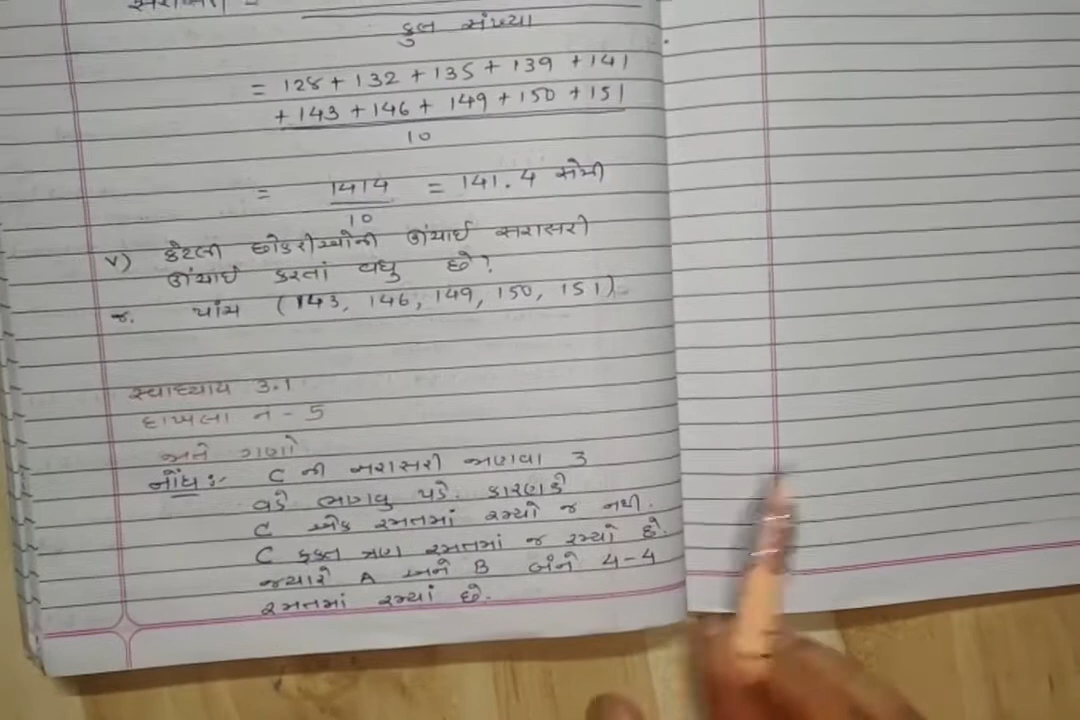 કુલ સંખ્યા
= 128 + 132 + 135 + 139 + 141
+ 143 + 146 + 149 + 150 + 151
10
= 1414 = 141.4 સેમી
10
v) કેટલી છોકરીઓની ઊંચાઈ સરાસરી
ઊંચાઈ કરતાં વધુ છે?
જ. પાંચ (143, 146, 149, 150, 151).
સ્વાધ્યાય 3.1
દાખલા નં - 5
અને ગણો
નોંધ :- C ની સરાસરી જાણવા 3
વડે ભાગવુ પડે. કારણકે
C એક રમતમાં રમ્યો જ નથી.
C ફક્ત ત્રણ રમતમાં જ રમ્યો છે.
જ્યારે A અને B બંને 4-4
રમતમાં રમ્યાં છે.